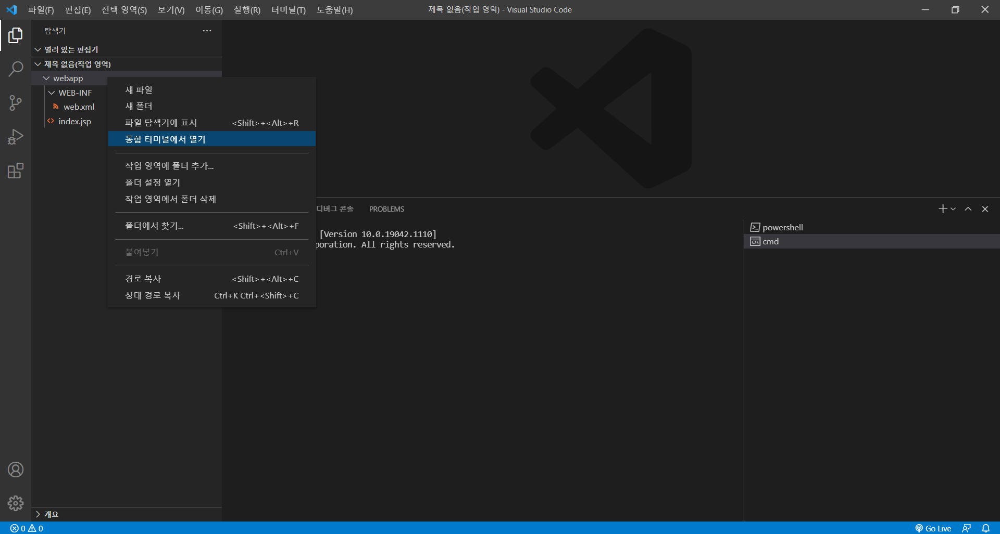 파일(F) 편집(E) 선택 영역(S) 보기(V) 이동(G) 실행(R) 터미널(T) 도움말(H) 제목 없음(작업 영역) - Visual Studio Code
탐색기
열려 있는 편집기
제목 없음(작업 영역)
webapp
WEB-INF
web.xml
index.jsp
새 파일
새 폴더
파일 탐색기에 표시 <Shift>+<Alt>+R
통합 터미널에서 열기
작업 영역에 폴더 추가...
폴더 설정 열기
작업 영역에서 폴더 삭제
폴더에서 찾기... <Shift>+<Alt>+F
붙여넣기 Ctrl+V
경로 복사 <Shift>+<Alt>+C
상대 경로 복사 Ctrl+K Ctrl+<Shift>+C
디버그 콘솔 PROBLEMS
[Version 10.0.19042.1110]
poration. All rights reserved.
powershell
cmd
개요
0 0 Go Live